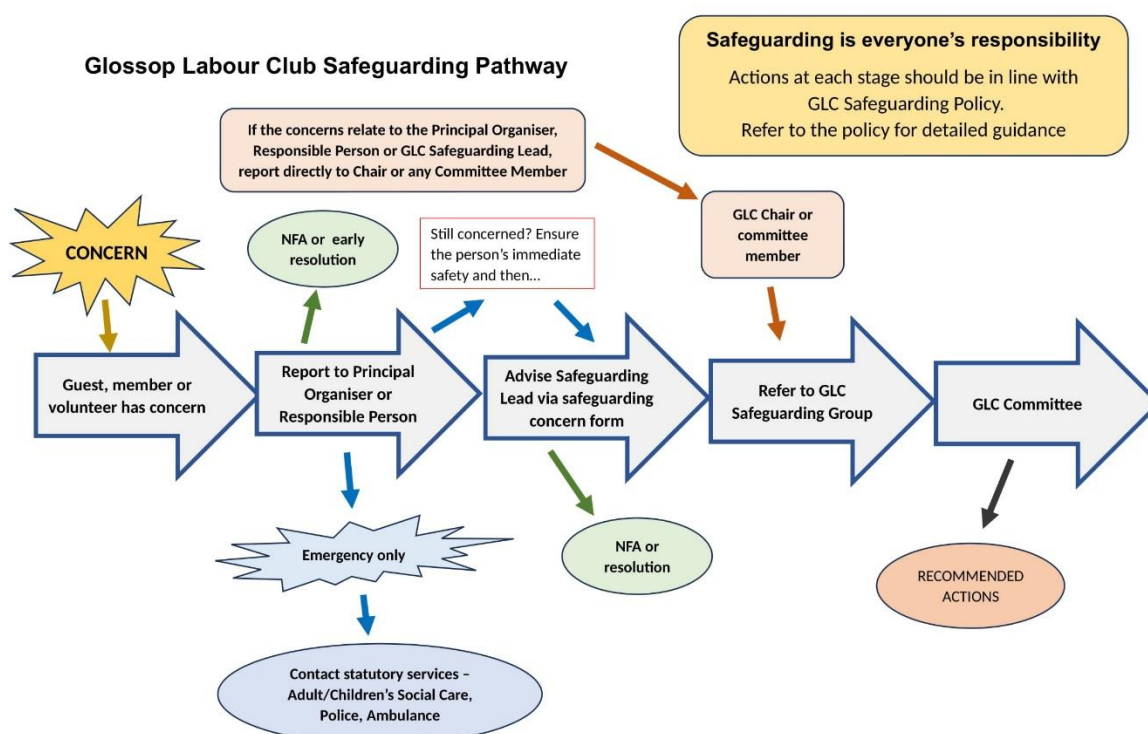 Glossop Labour Club Safeguarding Pathway
Safeguarding is everyone’s responsibility
Actions at each stage should be in line with
GLC Safeguarding Policy.
Refer to the policy for detailed guidance
If the concerns relate to the Principal Organiser,
Responsible Person or GLC Safeguarding Lead,
report directly to Chair or any Committee Member
GLC Chair or
committee
member
CONCERN
NFA or early
resolution
Still concerned? Ensure
the person’s immediate
safety and then…
Guest, member or
volunteer has concern
Report to Principal
Organiser or
Responsible Person
Advise Safeguarding
Lead via safeguarding
concern form
Refer to GLC
Safeguarding Group
GLC Committee
Emergency only
NFA or
resolution
RECOMMENDED
ACTIONS
Contact statutory services –
Adult/Children’s Social Care,
Police, Ambulance